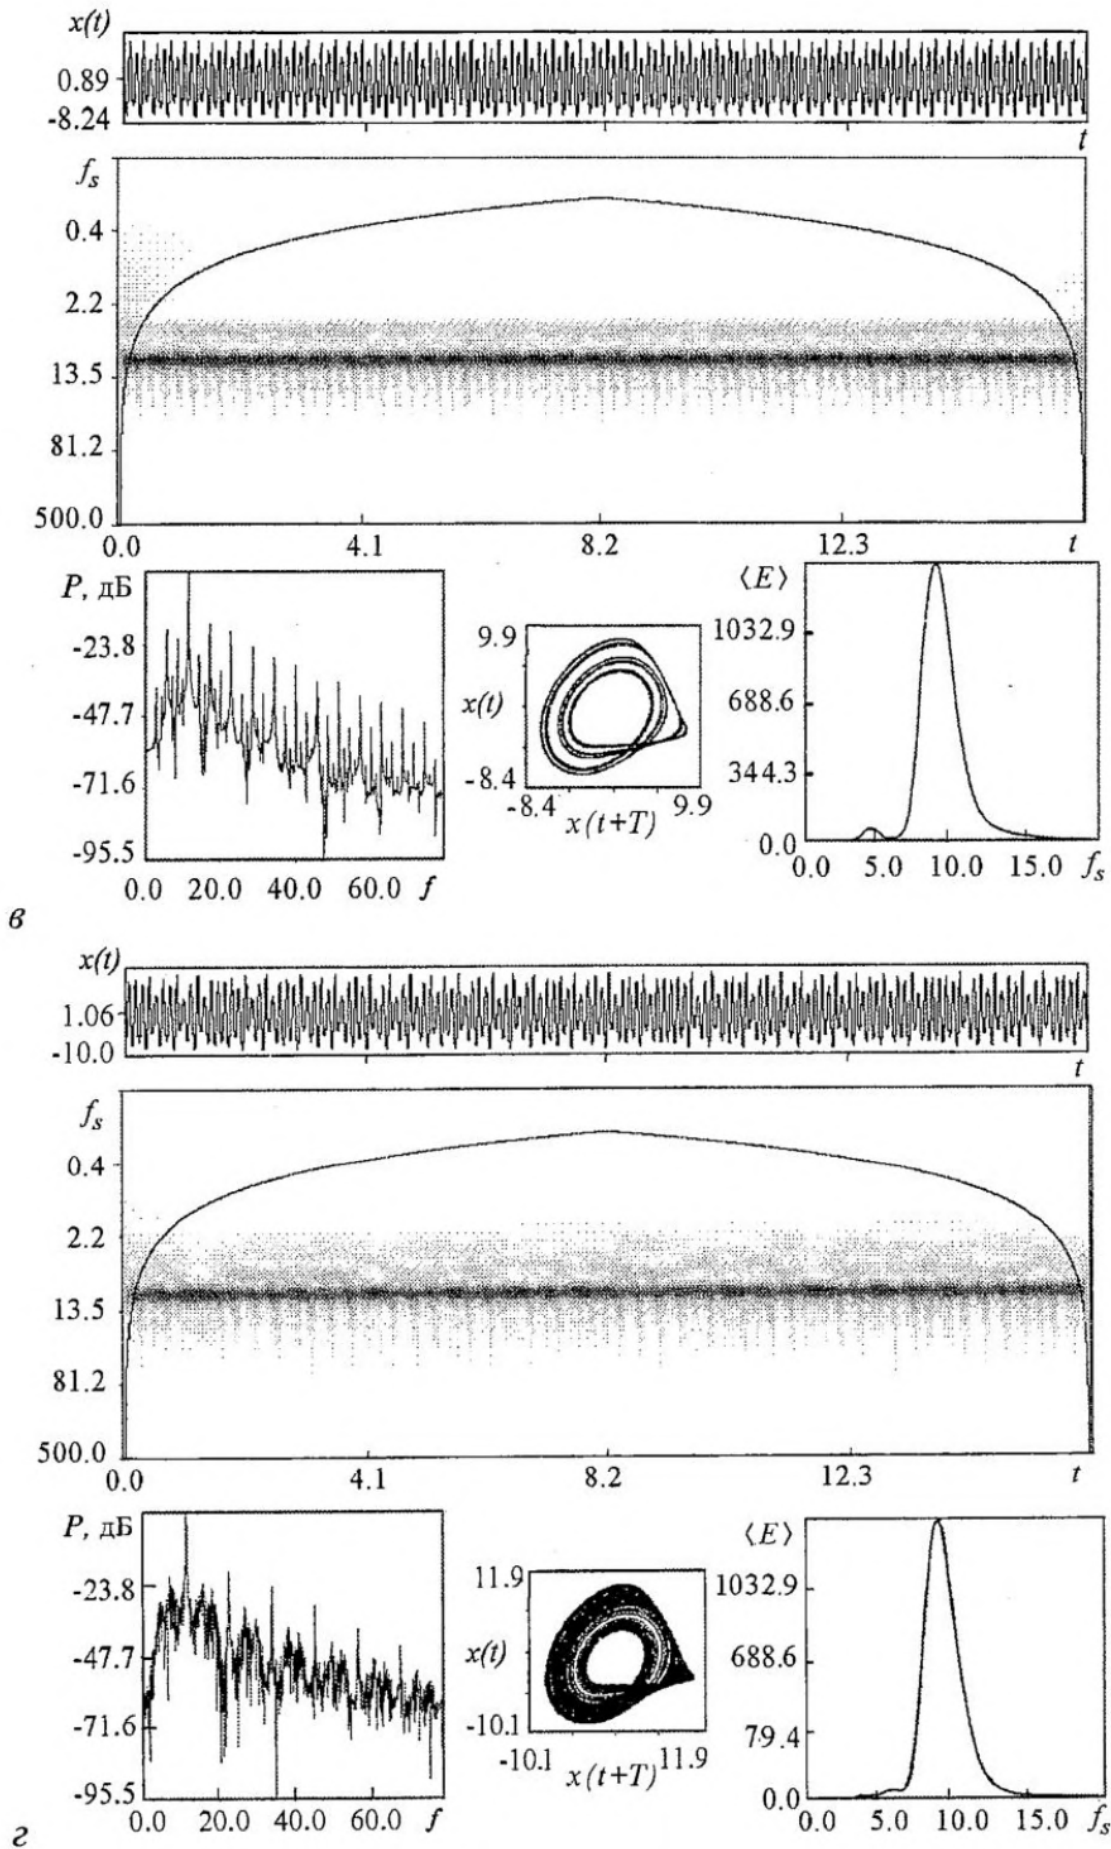 x(t)
0.89
-8.24
t
f_s
0.4
2.2
13.5
81.2
500.0
0.0 4.1 8.2 12.3 t
P, дБ
-23.8
-47.7
-71.6
-95.5
0.0 20.0 40.0 60.0 f
9.9
x(t)
-8.4
-8.4 9.9
x(t+T)
⟨E⟩
1032.9
688.6
344.3
0.0
0.0 5.0 10.0 15.0 f_s
в
x(t)
1.06
-10.0
t
f_s
0.4
2.2
13.5
81.2
500.0
0.0 4.1 8.2 12.3 t
P, дБ
-23.8
-47.7
-71.6
-95.5
0.0 20.0 40.0 60.0 f
11.9
x(t)
-10.1
-10.1 11.9
x(t+T)
⟨E⟩
1032.9
688.6
79.4
0.0
0.0 5.0 10.0 15.0 f_s
г